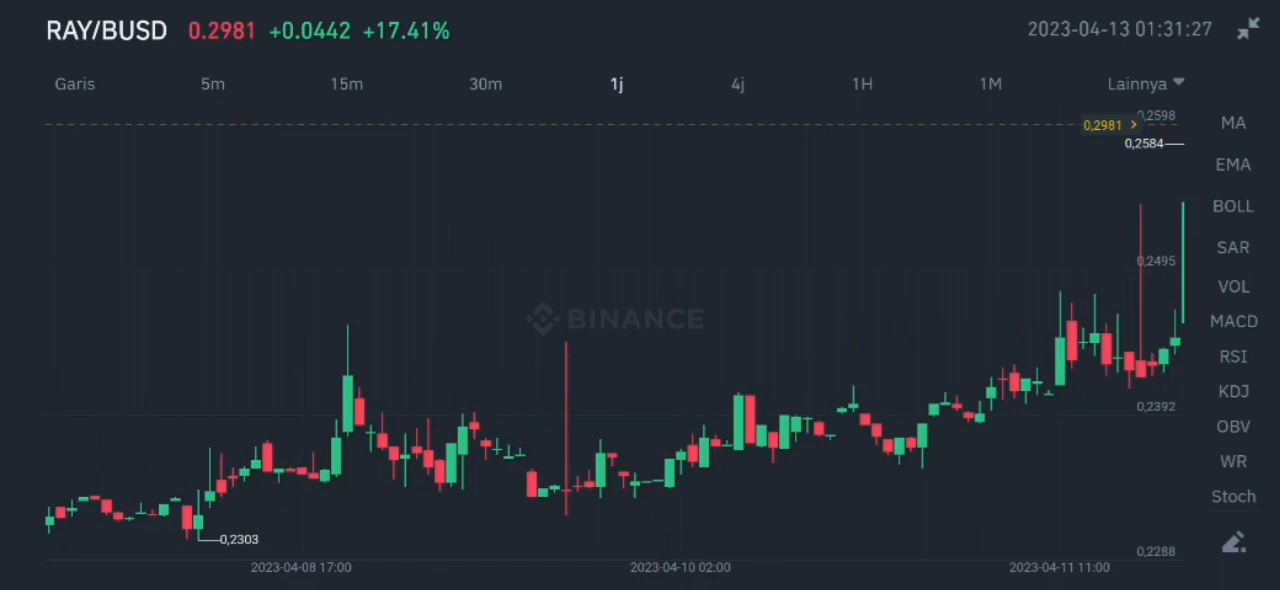 RAY/BUSD 0.2981 +0.0442 +17.41% 2023-04-13 01:31:27
Garis 5m 15m 30m 1j 4j 1H 1M Lainnya
0,2598
0,2981 >
0,2584
MA
EMA
BOLL
SAR
0,2495
VOL
BINANCE
MACD
RSI
KDJ
0,2392
OBV
WR
Stoch
0,2303
0,2288
2023-04-08 17:00 2023-04-10 02:00 2023-04-11 11:00